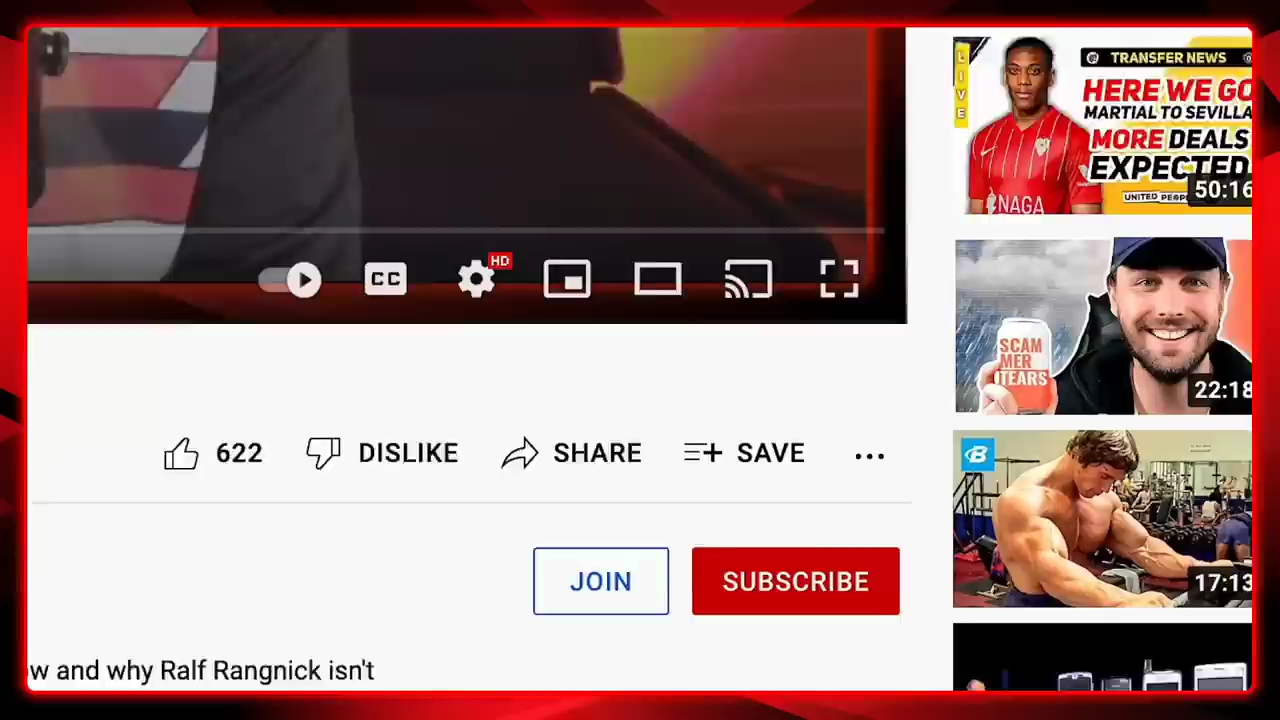 HD
CC
622
DISLIKE
SHARE
SAVE
JOIN
SUBSCRIBE
w and why Ralf Rangnick isn't
LIVE
TRANSFER NEWS
HERE WE GO
MARTIAL TO SEVILLA
MORE DEALS
EXPECTED
50:16
NAGA
SCAM
MER
TEARS
22:18
B
17:13